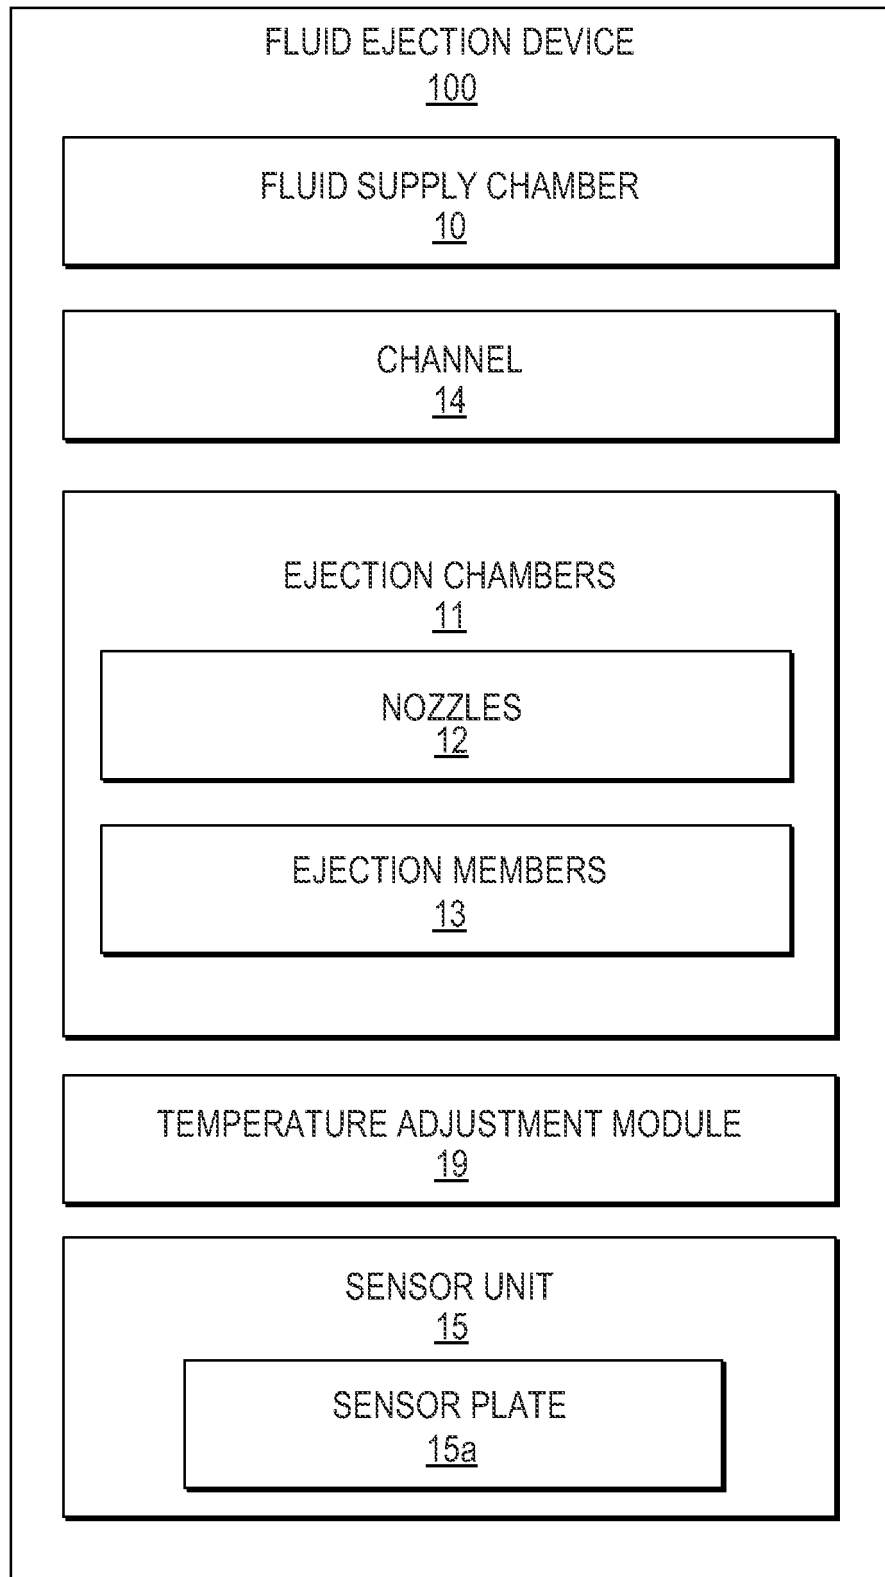 FLUID EJECTION DEVICE
100
FLUID SUPPLY CHAMBER
10
CHANNEL
14
EJECTION CHAMBERS
11
NOZZLES
12
EJECTION MEMBERS
13
TEMPERATURE ADJUSTMENT MODULE
19
SENSOR UNIT
15
SENSOR PLATE
15a